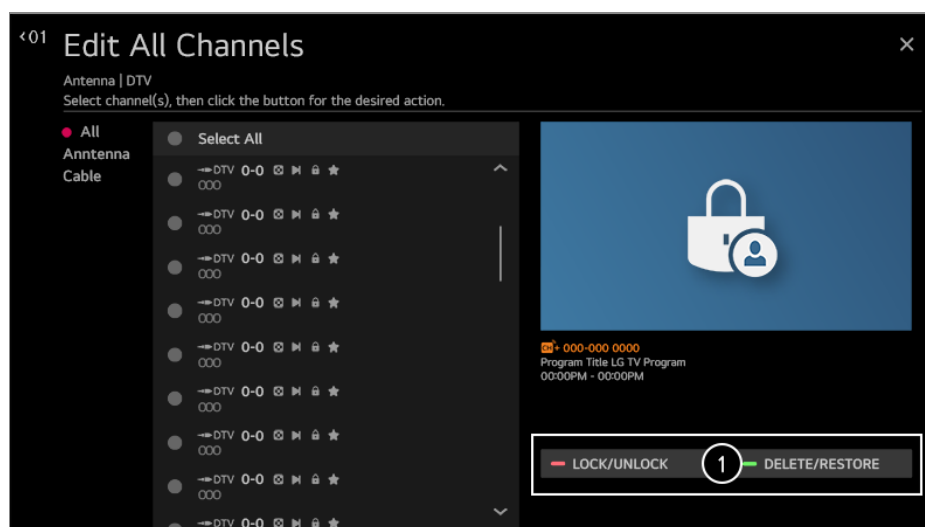 ‹01 Edit All Channels
Antenna | DTV
Select channel(s), then click the button for the desired action.
All
Anntenna
Cable
Select All
DTV 0-0
000
DTV 0-0
000
DTV 0-0
000
DTV 0-0
000
DTV 0-0
000
DTV 0-0
000
DTV 0-0
000
DTV 0-0
000
DTV 0-0
CH+ 000-000 0000
Program Title LG TV Program
00:00PM - 00:00PM
LOCK/UNLOCK
1
DELETE/RESTORE